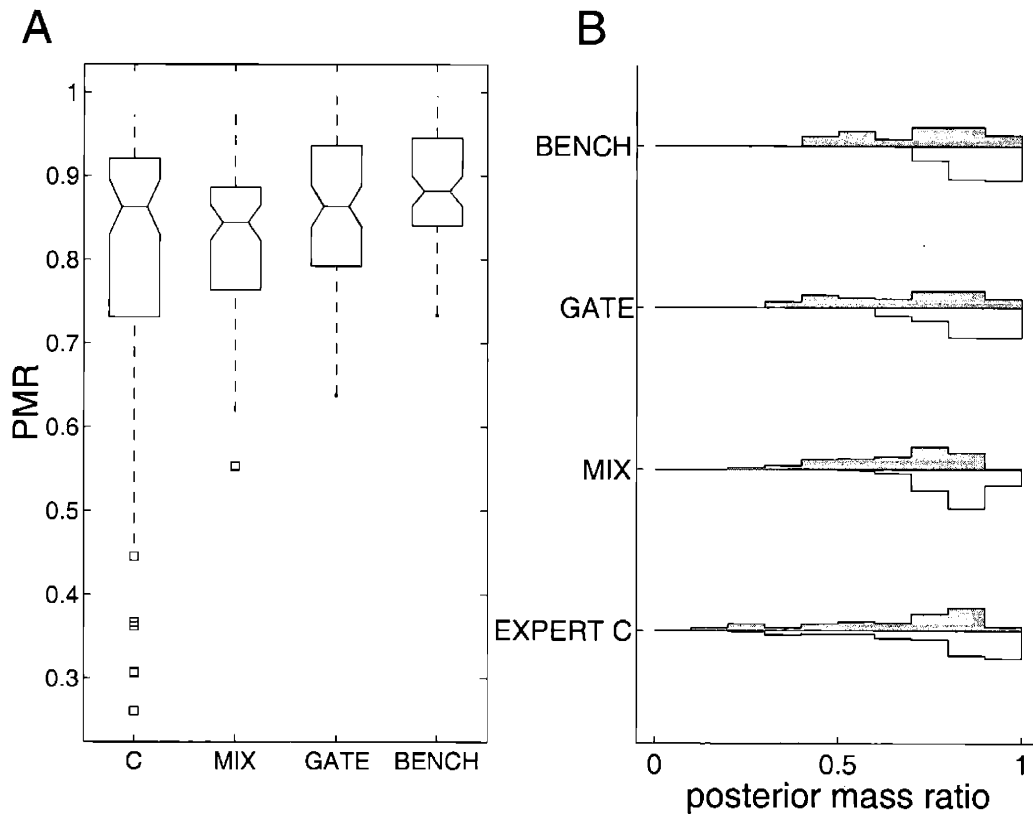 A
B
1
0.9
0.8
0.7
0.6
0.5
0.4
0.3
PMR
C MIX GATE BENCH
BENCH
GATE
MIX
EXPERT C
0 0.5 1
posterior mass ratio